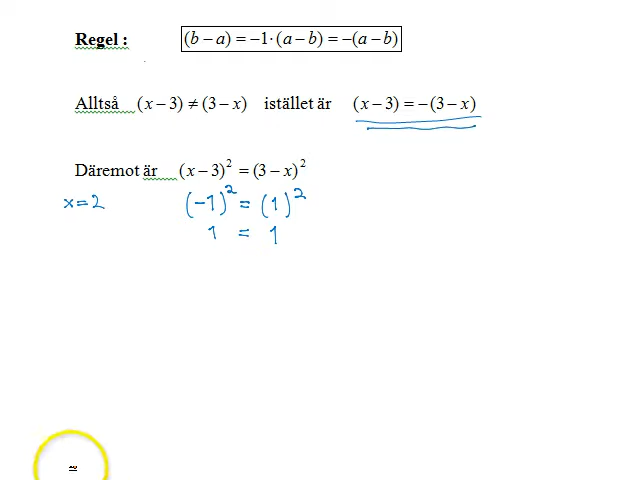 Regel : (b – a) = –1·(a – b) = –(a – b)
Alltså (x – 3) ≠ (3 – x) istället är (x – 3) = –(3 – x)
Däremot är (x – 3)² = (3 – x)²
x = 2 (-1)² = (1)²
1 = 1